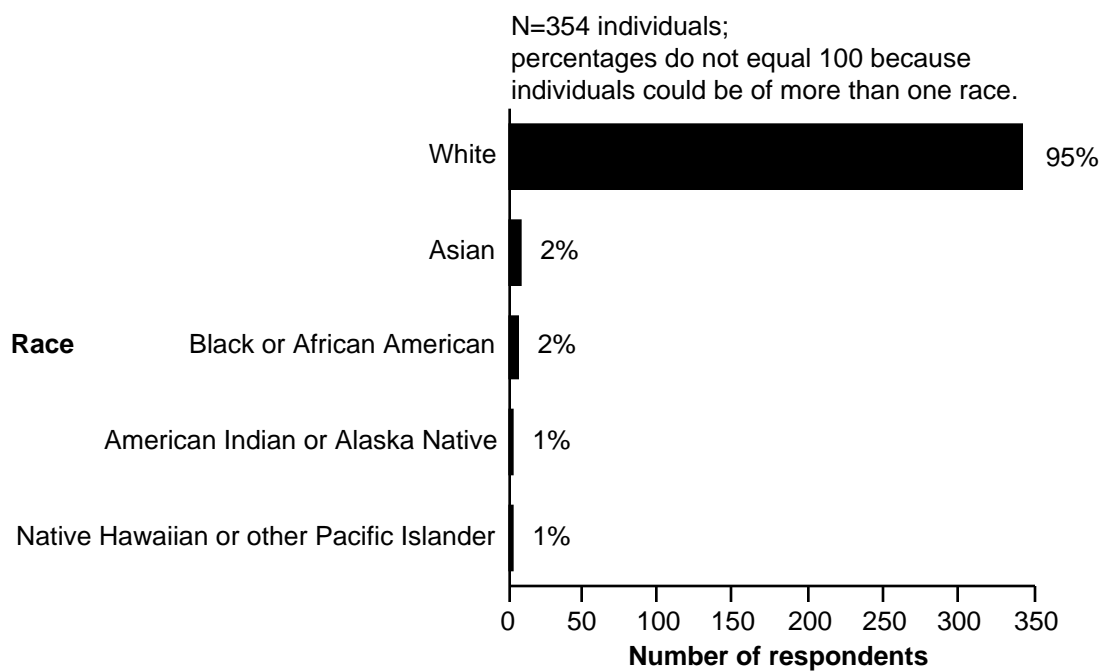 N=354 individuals;
percentages do not equal 100 because
individuals could be of more than one race.
White
95%
Asian
2%
Race
Black or African American
2%
American Indian or Alaska Native
1%
Native Hawaiian or other Pacific Islander
1%
0 50 100 150 200 250 300 350
Number of respondents